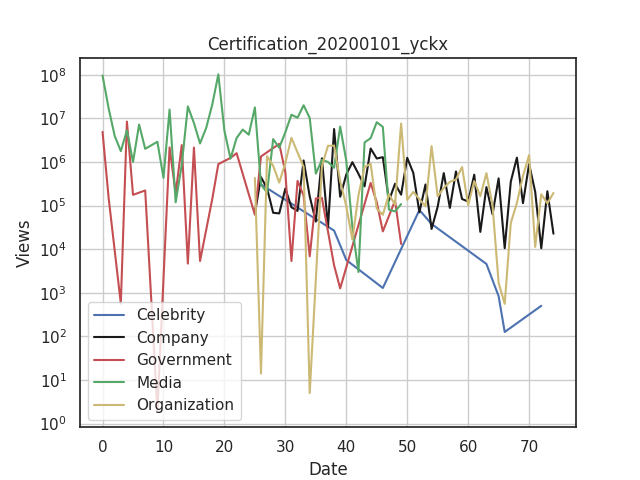 Certification_20200101_yckx
Views
10^8
10^7
10^6
10^5
10^4
10^3
10^2
10^1
10^0
Celebrity
Company
Government
Media
Organization
0 10 20 30 40 50 60 70
Date